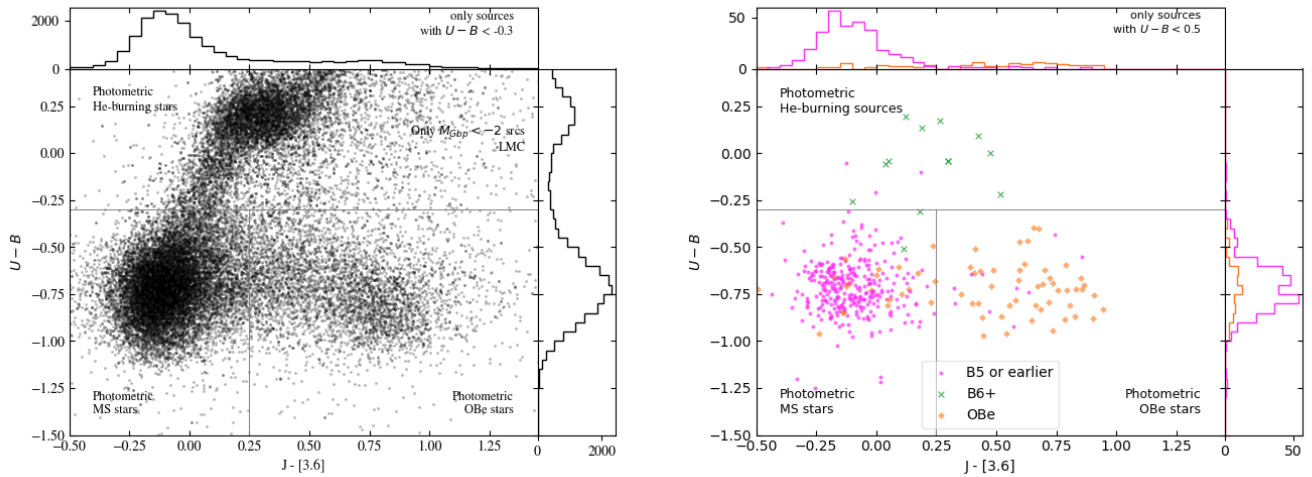 2000
0
only sources
with U − B < -0.3
Photometric
He-burning stars
Only M_Gbp < −2 srcs
-LMC
0.25
0.00
−0.25
−0.50
−0.75
−1.00
−1.25
−1.50
U − B
Photometric
MS stars
Photometric
OBe stars
−0.50
−0.25
0.00
0.25
0.50
0.75
1.00
0
2000
J - [3.6]
50
0
only sources
with U − B < 0.5
Photometric
He-burning sources
0.25
0.00
−0.25
−0.50
−0.75
−1.00
−1.25
−1.50
U − B
Photometric
MS stars
B5 or earlier
B6+
OBe
Photometric
OBe stars
−0.50
−0.25
0.00
0.25
0.50
0.75
1.00
0
50
J - [3.6]